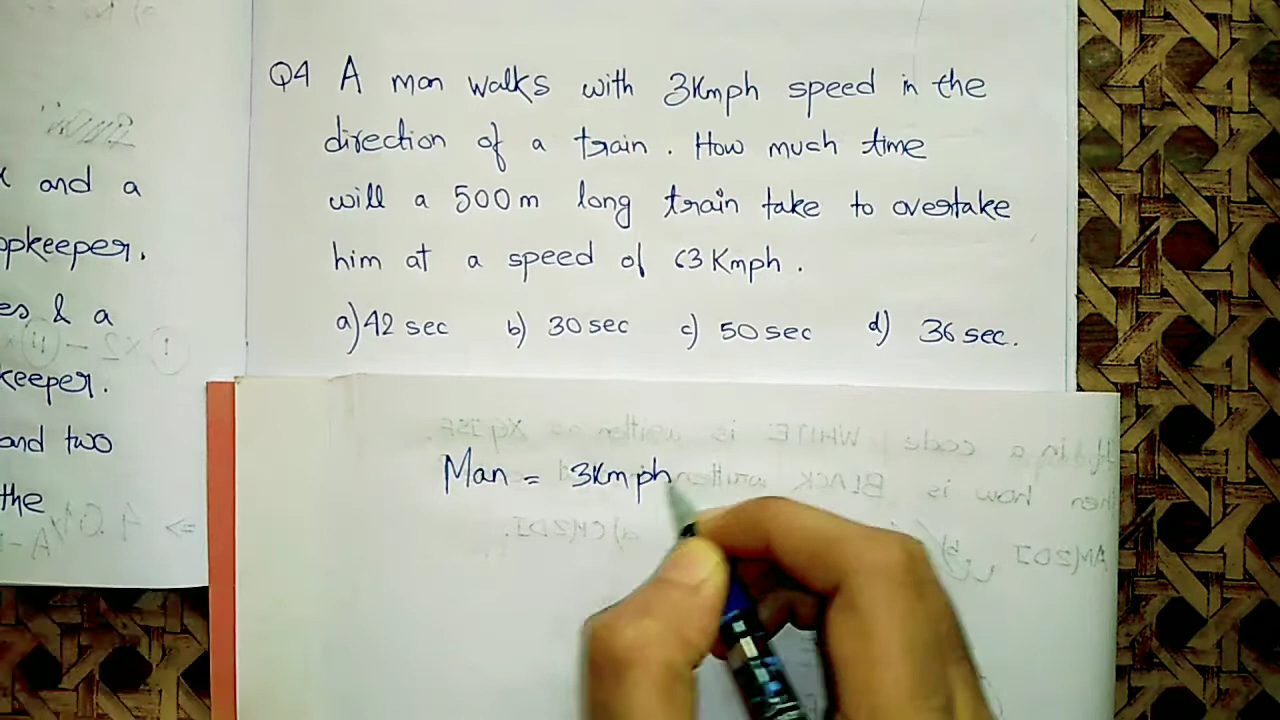 Q4 A man walks with 3Kmph speed in the
direction of a train. How much time
will a 500m long train take to overtake
him at a speed of 63 Kmph.
a) 42 sec b) 30 sec c) 50 sec d) 36 sec.
and a
opkeeper.
es & a
keeper.
and two
the
Man = 3Kmph